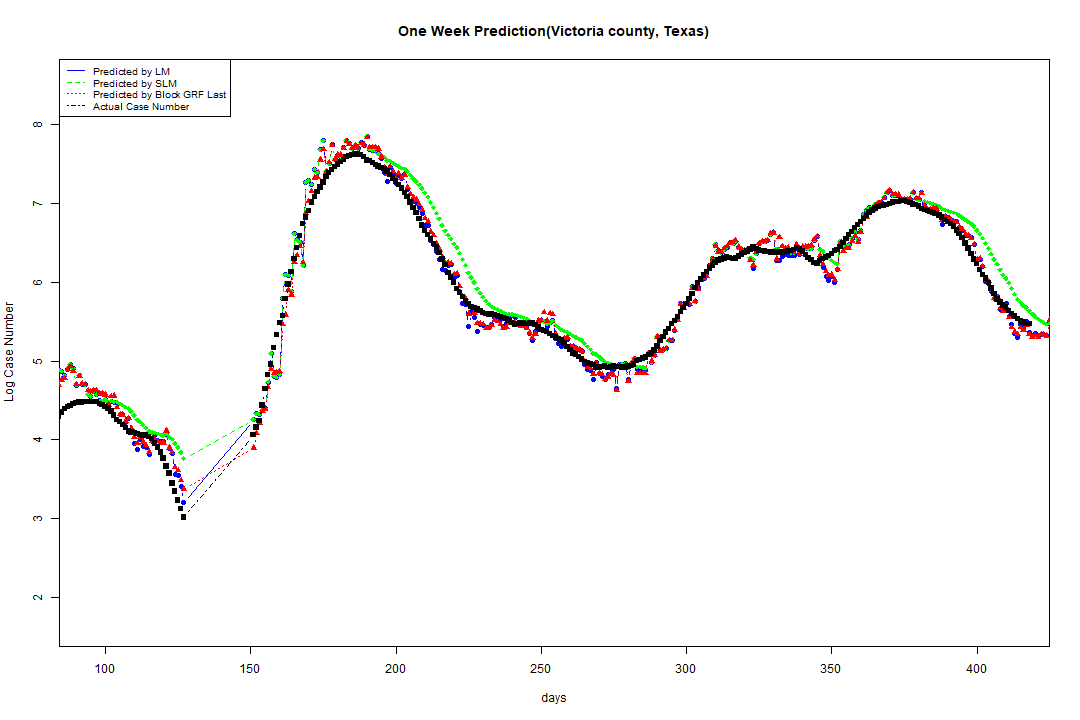 One Week Prediction(Victoria county, Texas)
Predicted by LM
Predicted by SLM
Predicted by Block GRF Last
Actual Case Number
8
7
6
5
4
3
2
Log Case Number
100 150 200 250 300 350 400
days